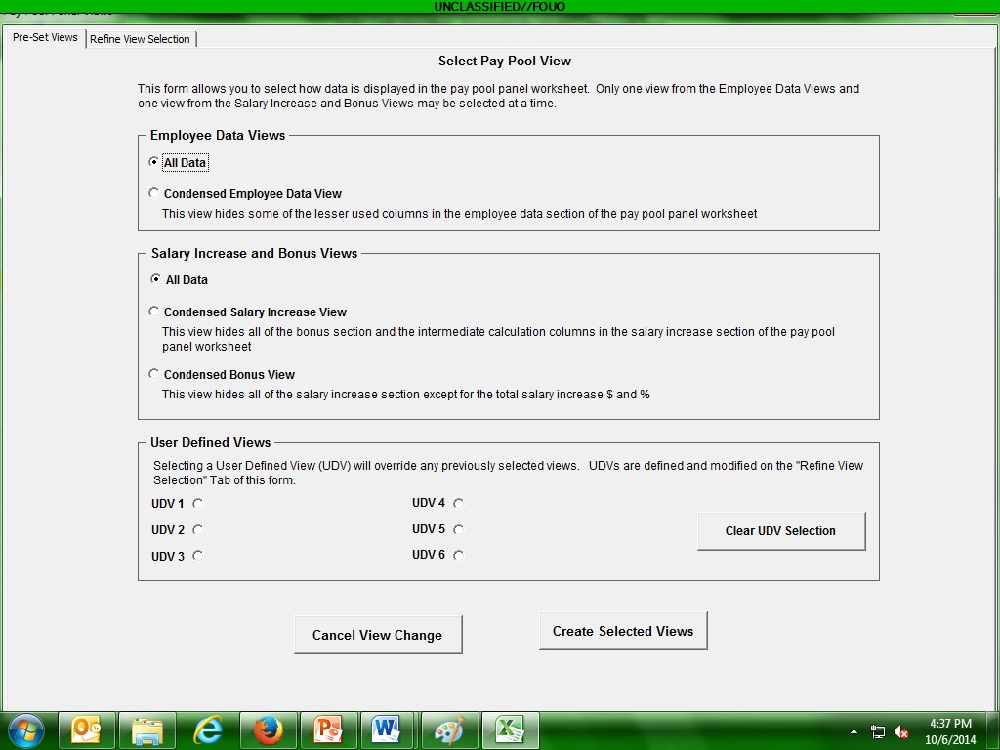 UNCLASSIFIED//FOUO
Pre-Set Views
Refine View Selection
Select Pay Pool View
This form allows you to select how data is displayed in the pay pool panel worksheet.  Only one view from the Employee Data Views and
one view from the Salary Increase and Bonus Views may be selected at a time.
Employee Data Views
All Data
Condensed Employee Data View
This view hides some of the lesser used columns in the employee data section of the pay pool panel worksheet
Salary Increase and Bonus Views
All Data
Condensed Salary Increase View
This view hides all of the bonus section and the intermediate calculation columns in the salary increase section of the pay pool
panel worksheet
Condensed Bonus View
This view hides all of the salary increase section except for the total salary increase $ and %
User Defined Views
Selecting a User Defined View (UDV) will override any previously selected views.   UDVs are defined and modified on the "Refine View
Selection" Tab of this form.
UDV 1
UDV 4
UDV 2
UDV 5
UDV 3
UDV 6
Clear UDV Selection
Cancel View Change
Create Selected Views
4:37 PM
10/6/2014